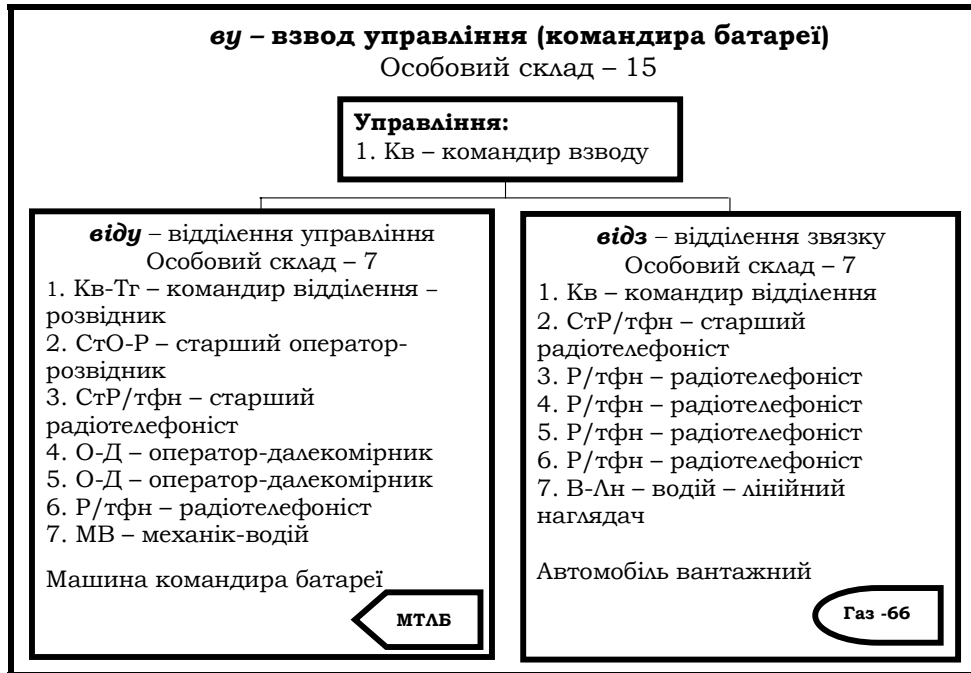 ву – взвод управління (командира батареї)
Особовий склад – 15
Управління:
1. Кв – командир взводу
віду – відділення управління
Особовий склад – 7
1. Кв-Тг – командир відділення –
розвідник
2. СтО-Р – старший оператор-
розвідник
3. СтР/тфн – старший
радіотелефоніст
4. О-Д – оператор-далекомірник
5. О-Д – оператор-далекомірник
6. Р/тфн – радіотелефоніст
7. МВ – механік-водій
Машина командира батареї
МТЛБ
відз – відділення звязку
Особовий склад – 7
1. Кв – командир відділення
2. СтР/тфн – старший
радіотелефоніст
3. Р/тфн – радіотелефоніст
4. Р/тфн – радіотелефоніст
5. Р/тфн – радіотелефоніст
6. Р/тфн – радіотелефоніст
7. В-Лн – водій – лінійний
наглядач
Автомобіль вантажний
Газ -66